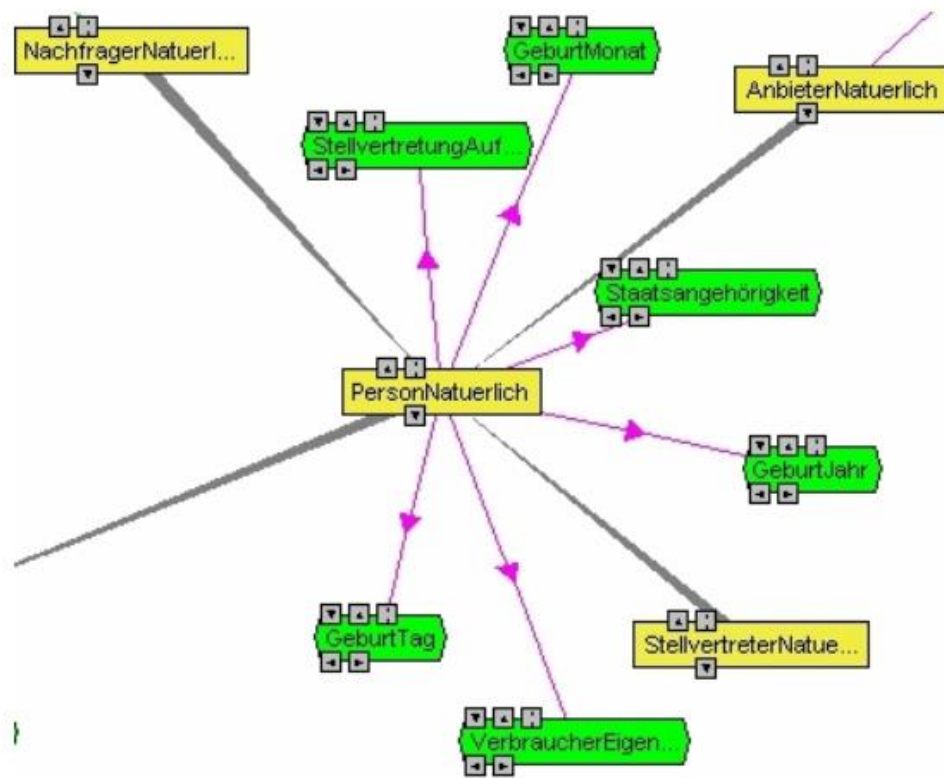 NachfragerNatuerl...
GeburtMonat
AnbieterNatuerlich
StellvertretungAuf...
Staatsangehörigkeit
PersonNatuerlich
GeburtJahr
GeburtTag
StellvertreterNatue...
VerbraucherEigen...